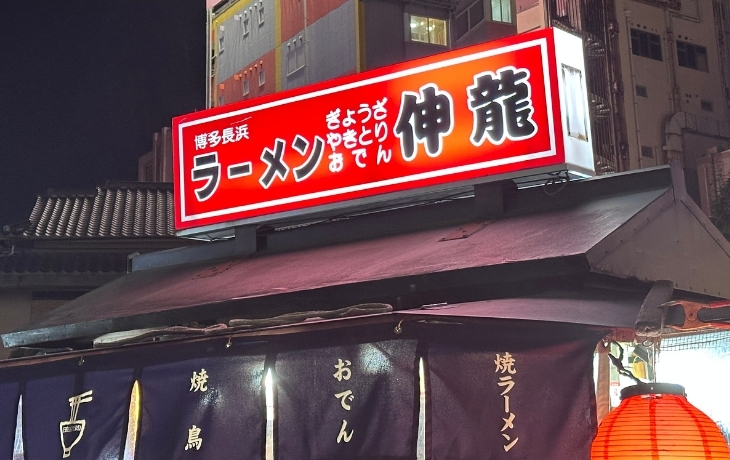 博多長浜
ラーメン
ぎょうざ
やきとり
おでん
伸龍
焼鳥
おでん
焼ラーメン